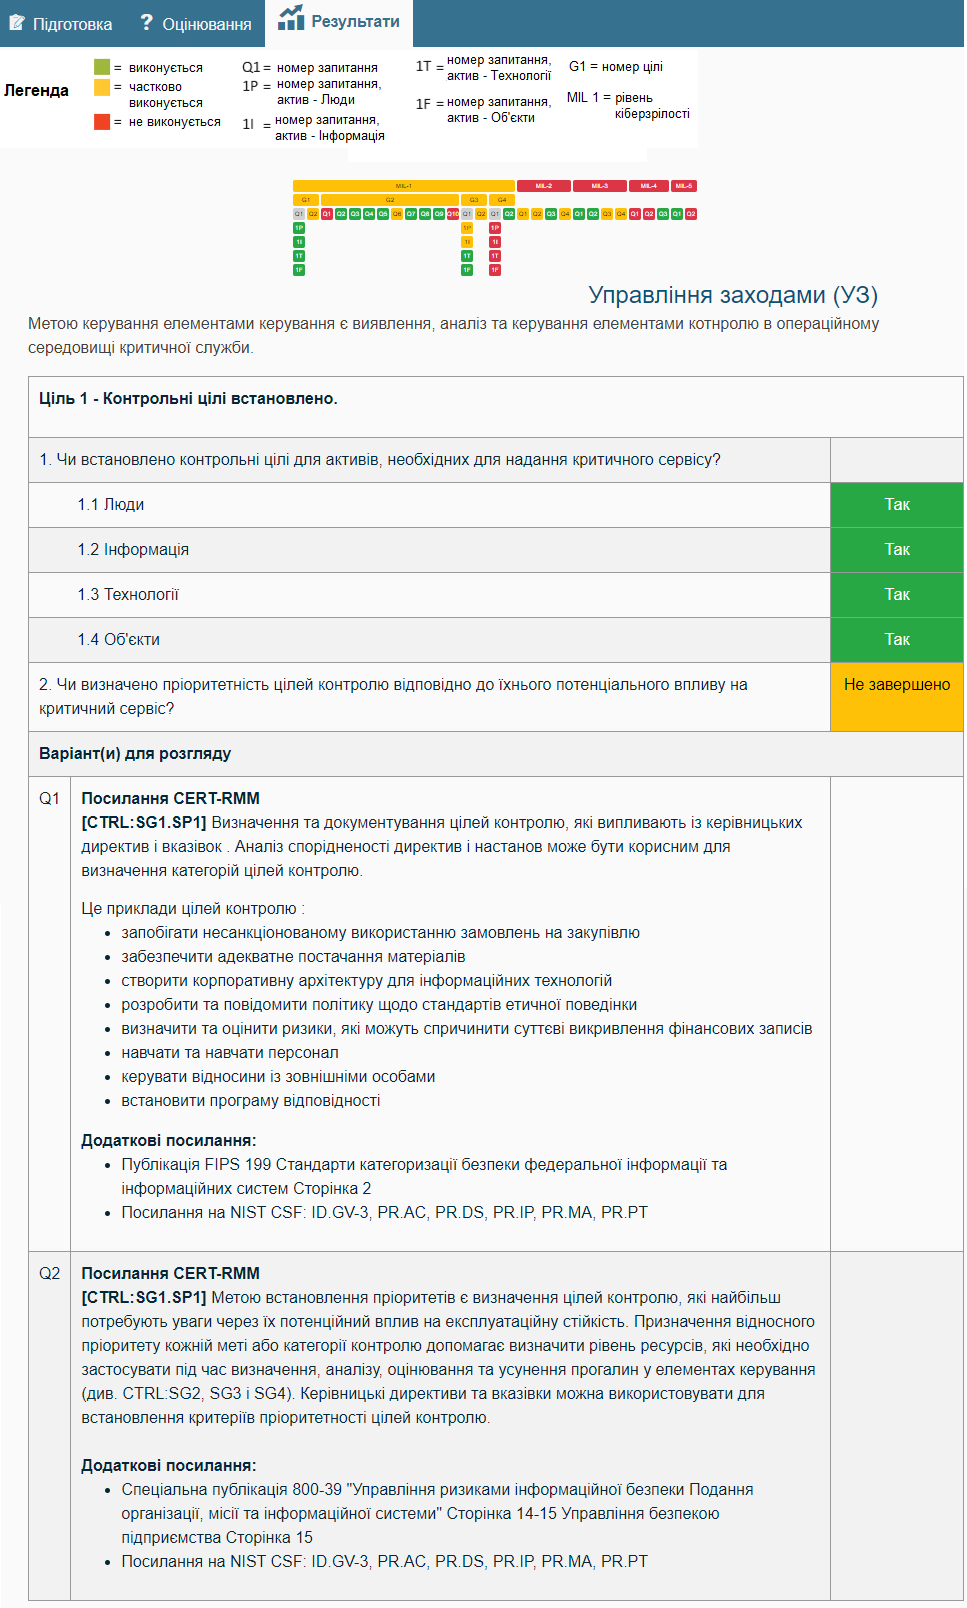 Підготовка
? Оцінювання
Результати
Легенда
= виконується
= частково
виконується
= не виконується
Q1 = номер запитання
1P = номер запитання,
актив - Люди
1I = номер запитання,
актив - Інформація
1T = номер запитання,
актив - Технології
1F = номер запитання,
актив - Об'єкти
G1 = номер цілі
MIL 1 = рівень
кіберзрілості
MIL-1 MIL-2 MIL-3 MIL-4 MIL-5
G1 G2 G3 G4
Q1 Q2 Q1 Q2 Q3 Q4 Q5 Q6 Q7 Q8 Q9 Q10 Q1 Q2 Q1 Q2 Q1 Q2 Q3 Q4 Q1 Q2 Q3 Q4 Q1 Q2 Q3 Q1 Q2
1P 1P 1P
1I 1I 1I
1T 1T 1T
1F 1F 1F
Управління заходами (УЗ)
Метою керування елементами керування є виявлення, аналіз та керування елементами котнролю в операційному
середовищі критичної служби.
Ціль 1 - Контрольні цілі встановлено.
1. Чи встановлено контрольні цілі для активів, необхідних для надання критичного сервісу?
1.1 Люди Так
1.2 Інформація Так
1.3 Технології Так
1.4 Об'єкти Так
2. Чи визначено пріоритетність цілей контролю відповідно до їхнього потенціального впливу на Не завершено
критичний сервіс?
Варіант(и) для розгляду
Q1 Посилання CERT-RMM
[CTRL:SG1.SP1] Визначення та документування цілей контролю, які випливають із керівницьких
директив і вказівок . Аналіз спорідненості директив і настанов може бути корисним для
визначення категорій цілей контролю.
Це приклади цілей контролю :
• запобігати несанкціонованому використанню замовлень на закупівлю
• забезпечити адекватне постачання матеріалів
• створити корпоративну архітектуру для інформаційних технологій
• розробити та повідомити політику щодо стандартів етичної поведінки
• визначити та оцінити ризики, які можуть спричинити суттєві викривлення фінансових записів
• навчати та навчати персонал
• керувати відносини із зовнішніми особами
• встановити програму відповідності
Додаткові посилання:
• Публікація FIPS 199 Стандарти категоризації безпеки федеральної інформації та
інформаційних систем Сторінка 2
• Посилання на NIST CSF: ID.GV-3, PR.AC, PR.DS, PR.IP, PR.MA, PR.PT
Q2 Посилання CERT-RMM
[CTRL:SG1.SP1] Метою встановлення пріоритетів є визначення цілей контролю, які найбільш
потребують уваги через їх потенційний вплив на експлуатаційну стійкість. Призначення відносного
пріоритету кожній меті або категорії контролю допомагає визначити рівень ресурсів, які необхідно
застосувати під час визначення, аналізу, оцінювання та усунення прогалин у елементах керування
(див. CTRL:SG2, SG3 і SG4). Керівницькі директиви та вказівки можна використовувати для
встановлення критеріїв пріоритетності цілей контролю.
Додаткові посилання:
• Спеціальна публікація 800-39 "Управління ризиками інформаційної безпеки Подання
організації, місії та інформаційної системи" Сторінка 14-15 Управління безпекою
підприємства Сторінка 15
• Посилання на NIST CSF: ID.GV-3, PR.AC, PR.DS, PR.IP, PR.MA, PR.PT